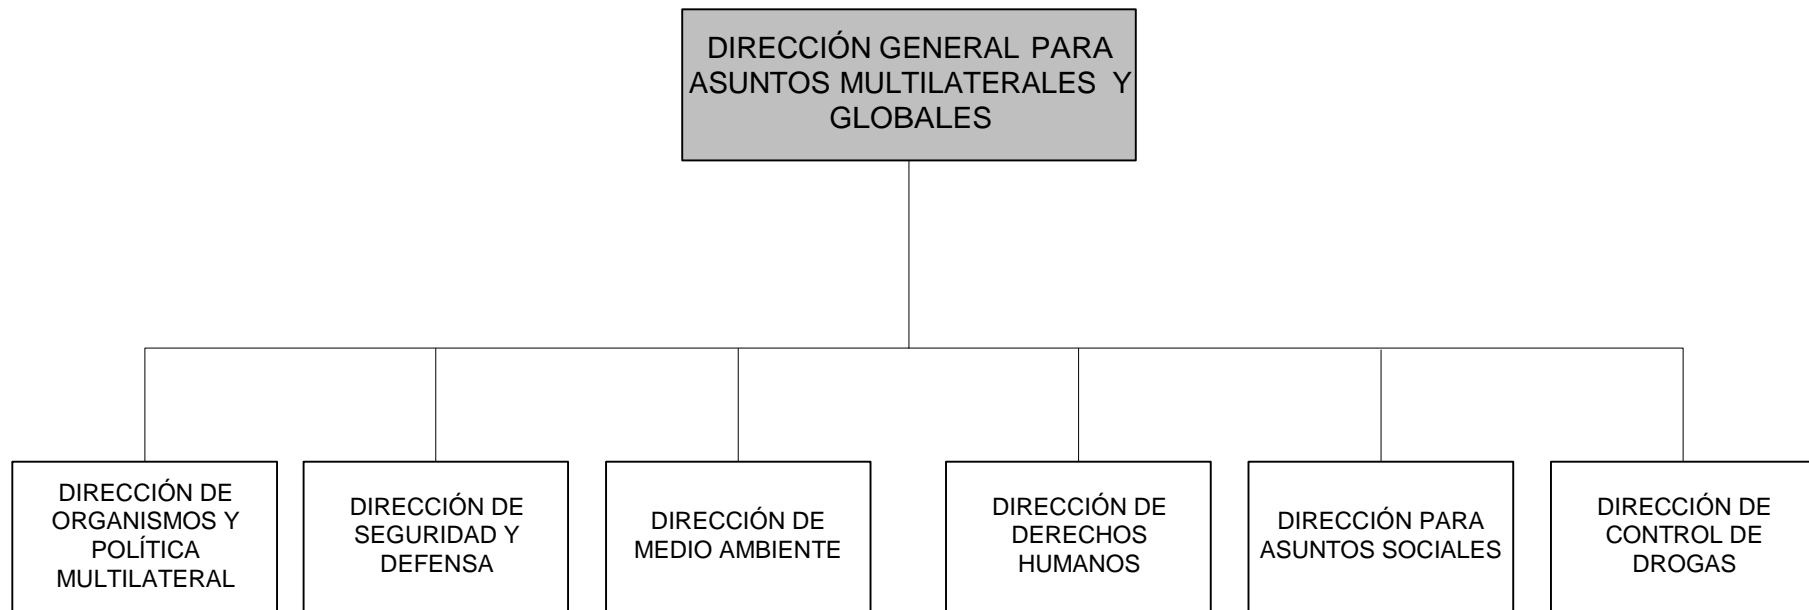 DIRECCIÓN GENERAL PARA
ASUNTOS MULTILATERALES Y
GLOBALES
DIRECCIÓN DE
ORGANISMOS Y
POLÍTICA
MULTILATERAL
DIRECCIÓN DE
SEGURIDAD Y
DEFENSA
DIRECCIÓN DE
MEDIO AMBIENTE
DIRECCIÓN DE
DERECHOS
HUMANOS
DIRECCIÓN PARA
ASUNTOS SOCIALES
DIRECCIÓN DE
CONTROL DE
DROGAS